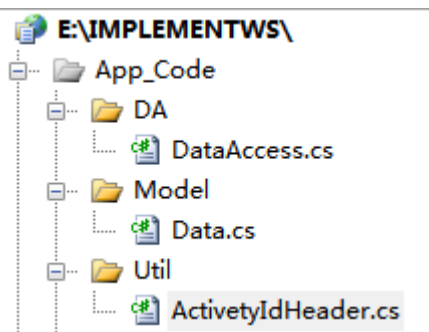 E:\IMPLEMENTWS\
App_Code
DA
DataAccess.cs
Model
Data.cs
Util
ActivetyIdHeader.cs